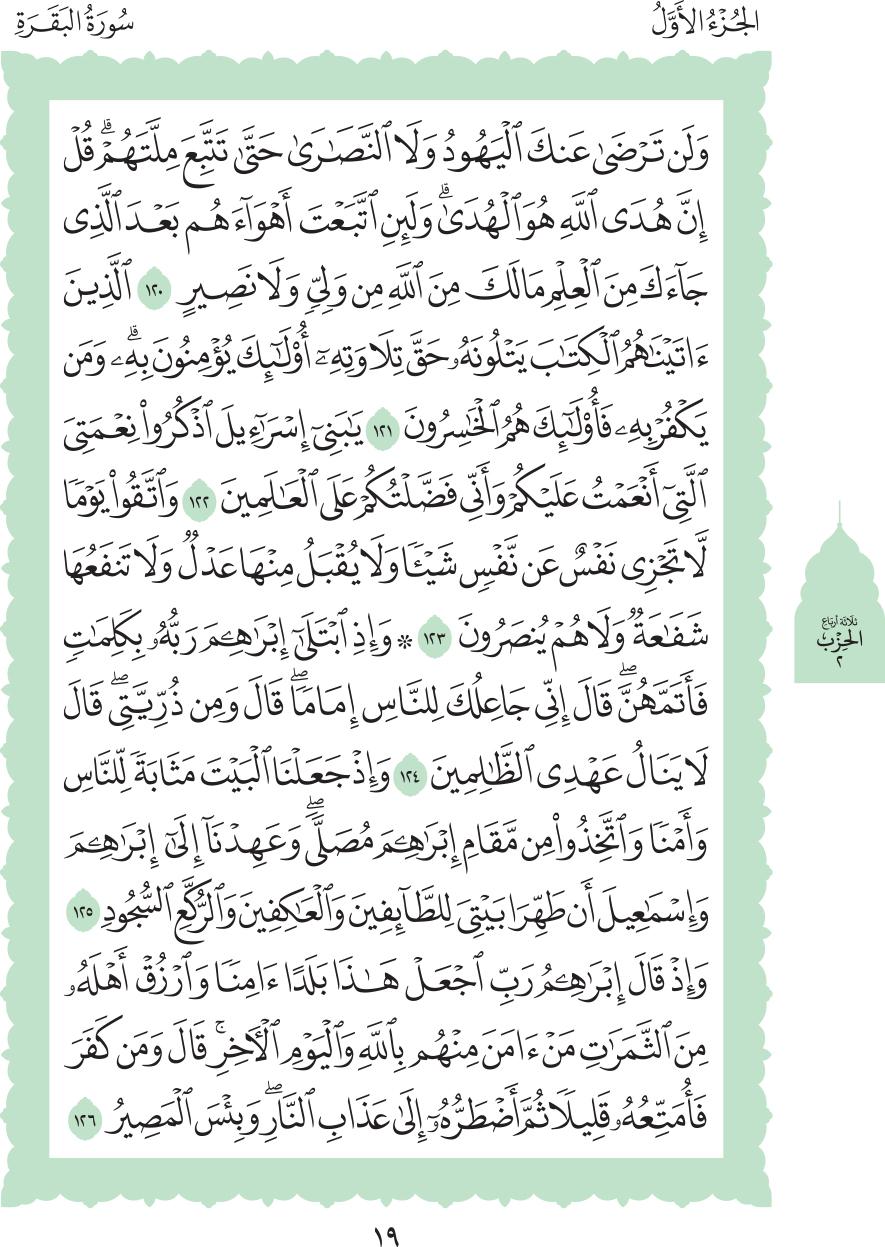 الجُزْءُ الأَوَّلُ
سُورَةُ البَقَرَةِ
وَلَن تَرْضَىٰ عَنكَ ٱلْيَهُودُ وَلَا ٱلنَّصَٰرَىٰ حَتَّىٰ تَتَّبِعَ مِلَّتَهُمْۗ قُلْ
إِنَّ هُدَى ٱللَّهِ هُوَ ٱلْهُدَىٰۗ وَلَئِنِ ٱتَّبَعْتَ أَهْوَآءَهُم بَعْدَ ٱلَّذِى
جَآءَكَ مِنَ ٱلْعِلْمِ مَا لَكَ مِنَ ٱللَّهِ مِن وَلِىٍّ وَلَا نَصِيرٍ ١٢٠ ٱلَّذِينَ
ءَاتَيْنَٰهُمُ ٱلْكِتَٰبَ يَتْلُونَهُۥ حَقَّ تِلَاوَتِهِۦٓ أُو۟لَٰٓئِكَ يُؤْمِنُونَ بِهِۦۗ وَمَن
يَكْفُرْ بِهِۦ فَأُو۟لَٰٓئِكَ هُمُ ٱلْخَٰسِرُونَ ١٢١ يَٰبَنِىٓ إِسْرَٰٓءِيلَ ٱذْكُرُوا۟ نِعْمَتِىَ
ٱلَّتِىٓ أَنْعَمْتُ عَلَيْكُمْ وَأَنِّى فَضَّلْتُكُمْ عَلَى ٱلْعَٰلَمِينَ ١٢٢ وَٱتَّقُوا۟ يَوْمًا
لَّا تَجْزِى نَفْسٌ عَن نَّفْسٍ شَيْـًٔا وَلَا يُقْبَلُ مِنْهَا عَدْلٌ وَلَا تَنفَعُهَا
شَفَٰعَةٌ وَلَا هُمْ يُنصَرُونَ ١٢٣ * وَإِذِ ٱبْتَلَىٰٓ إِبْرَٰهِـۧمَ رَبُّهُۥ بِكَلِمَٰتٍ
فَأَتَمَّهُنَّۖ قَالَ إِنِّى جَاعِلُكَ لِلنَّاسِ إِمَامًاۖ قَالَ وَمِن ذُرِّيَّتِىۖ قَالَ
لَا يَنَالُ عَهْدِى ٱلظَّٰلِمِينَ ١٢٤ وَإِذْ جَعَلْنَا ٱلْبَيْتَ مَثَابَةً لِّلنَّاسِ
وَأَمْنًا وَٱتَّخِذُوا۟ مِن مَّقَامِ إِبْرَٰهِـۧمَ مُصَلًّىۖ وَعَهِدْنَآ إِلَىٰٓ إِبْرَٰهِـۧمَ
وَإِسْمَٰعِيلَ أَن طَهِّرَا بَيْتِىَ لِلطَّآئِفِينَ وَٱلْعَٰكِفِينَ وَٱلرُّكَّعِ ٱلسُّجُودِ ١٢٥
وَإِذْ قَالَ إِبْرَٰهِـۧمُ رَبِّ ٱجْعَلْ هَٰذَا بَلَدًا ءَامِنًا وَٱرْزُقْ أَهْلَهُۥ
مِنَ ٱلثَّمَرَٰتِ مَنْ ءَامَنَ مِنْهُم بِٱللَّهِ وَٱلْيَوْمِ ٱلْءَاخِرِۚ قَالَ وَمَن كَفَرَ
فَأُمَتِّعُهُۥ قَلِيلًا ثُمَّ أَضْطَرُّهُۥٓ إِلَىٰ عَذَابِ ٱلنَّارِۖ وَبِئْسَ ٱلْمَصِيرُ ١٢٦
ثلاثة أرباع
الحِزْب
٢
١٩